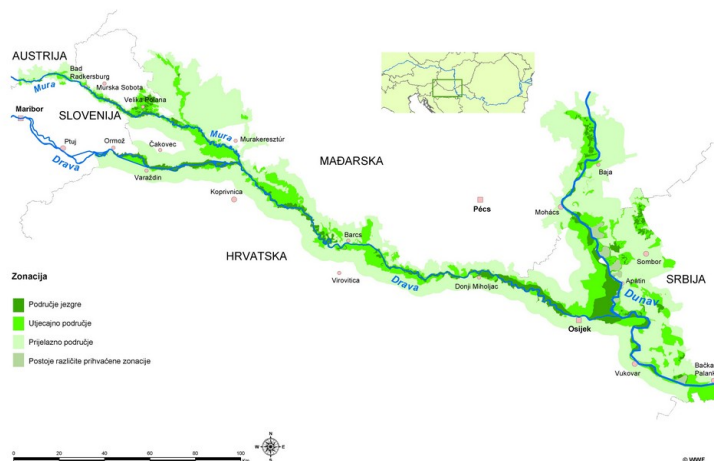 AUSTRIJA
Bad
Radkersburg
Mura
Murska Sobota
Maribor
Velika Polana
SLOVENIJA
Ptuj
Ormož
Čakovec
Mura
Murakeresztúr
Drava
Varaždin
MAĐARSKA
Baja
Koprivnica
Pécs
Mohács
Barcs
HRVATSKA
Sombor
Zonacija
Virovitica
Drava
Donji Miholjac
Apatin
SRBIJA
Dunav
Područje jezgre
Utjecajno područje
Osijek
Prijelazno područje
Postoje različite prihvaćene zonacije
Vukovar
Bačka
Palanka
N
W
E
S
0 20 40 60 80 100
Km
© WWF